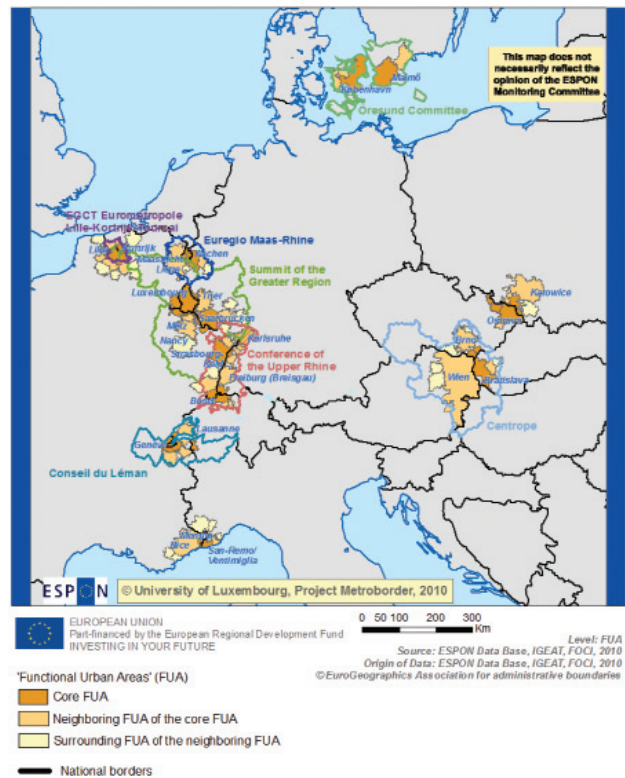 This map does not
necessarily reflect the
opinion of the ESPON
Monitoring Committee
Malmö
København
Oresund Committee
EGCT Eurometropole
Lille-Kortrijk-Tournai
Euregio Maas-Rhine
Aachen
Liège
Summit of the
Greater Region
Luxembourg
Trier
Saarbrücken
Metz
Nancy
Karlsruhe
Strasbourg
Conference of
the Upper Rhine
Freiburg (Breisgau)
Basel
Katowice
Ostrava
Brno
Wien
Bratislava
Centrope
Lausanne
Genève
Conseil du Léman
Monaco
Nice
San-Remo/
Ventimiglia
ESPON
© University of Luxembourg, Project Metroborder, 2010
EUROPEAN UNION
Part-financed by the European Regional Development Fund
INVESTING IN YOUR FUTURE
0 50 100 200 300
Km
Level: FUA
Source: ESPON Data Base, IGEAT, FOCI, 2010
Origin of Data: ESPON Data Base, IGEAT, FOCI, 2010
©EuroGeographics Association for administrative boundaries
'Functional Urban Areas' (FUA)
Core FUA
Neighboring FUA of the core FUA
Surrounding FUA of the neighboring FUA
National borders